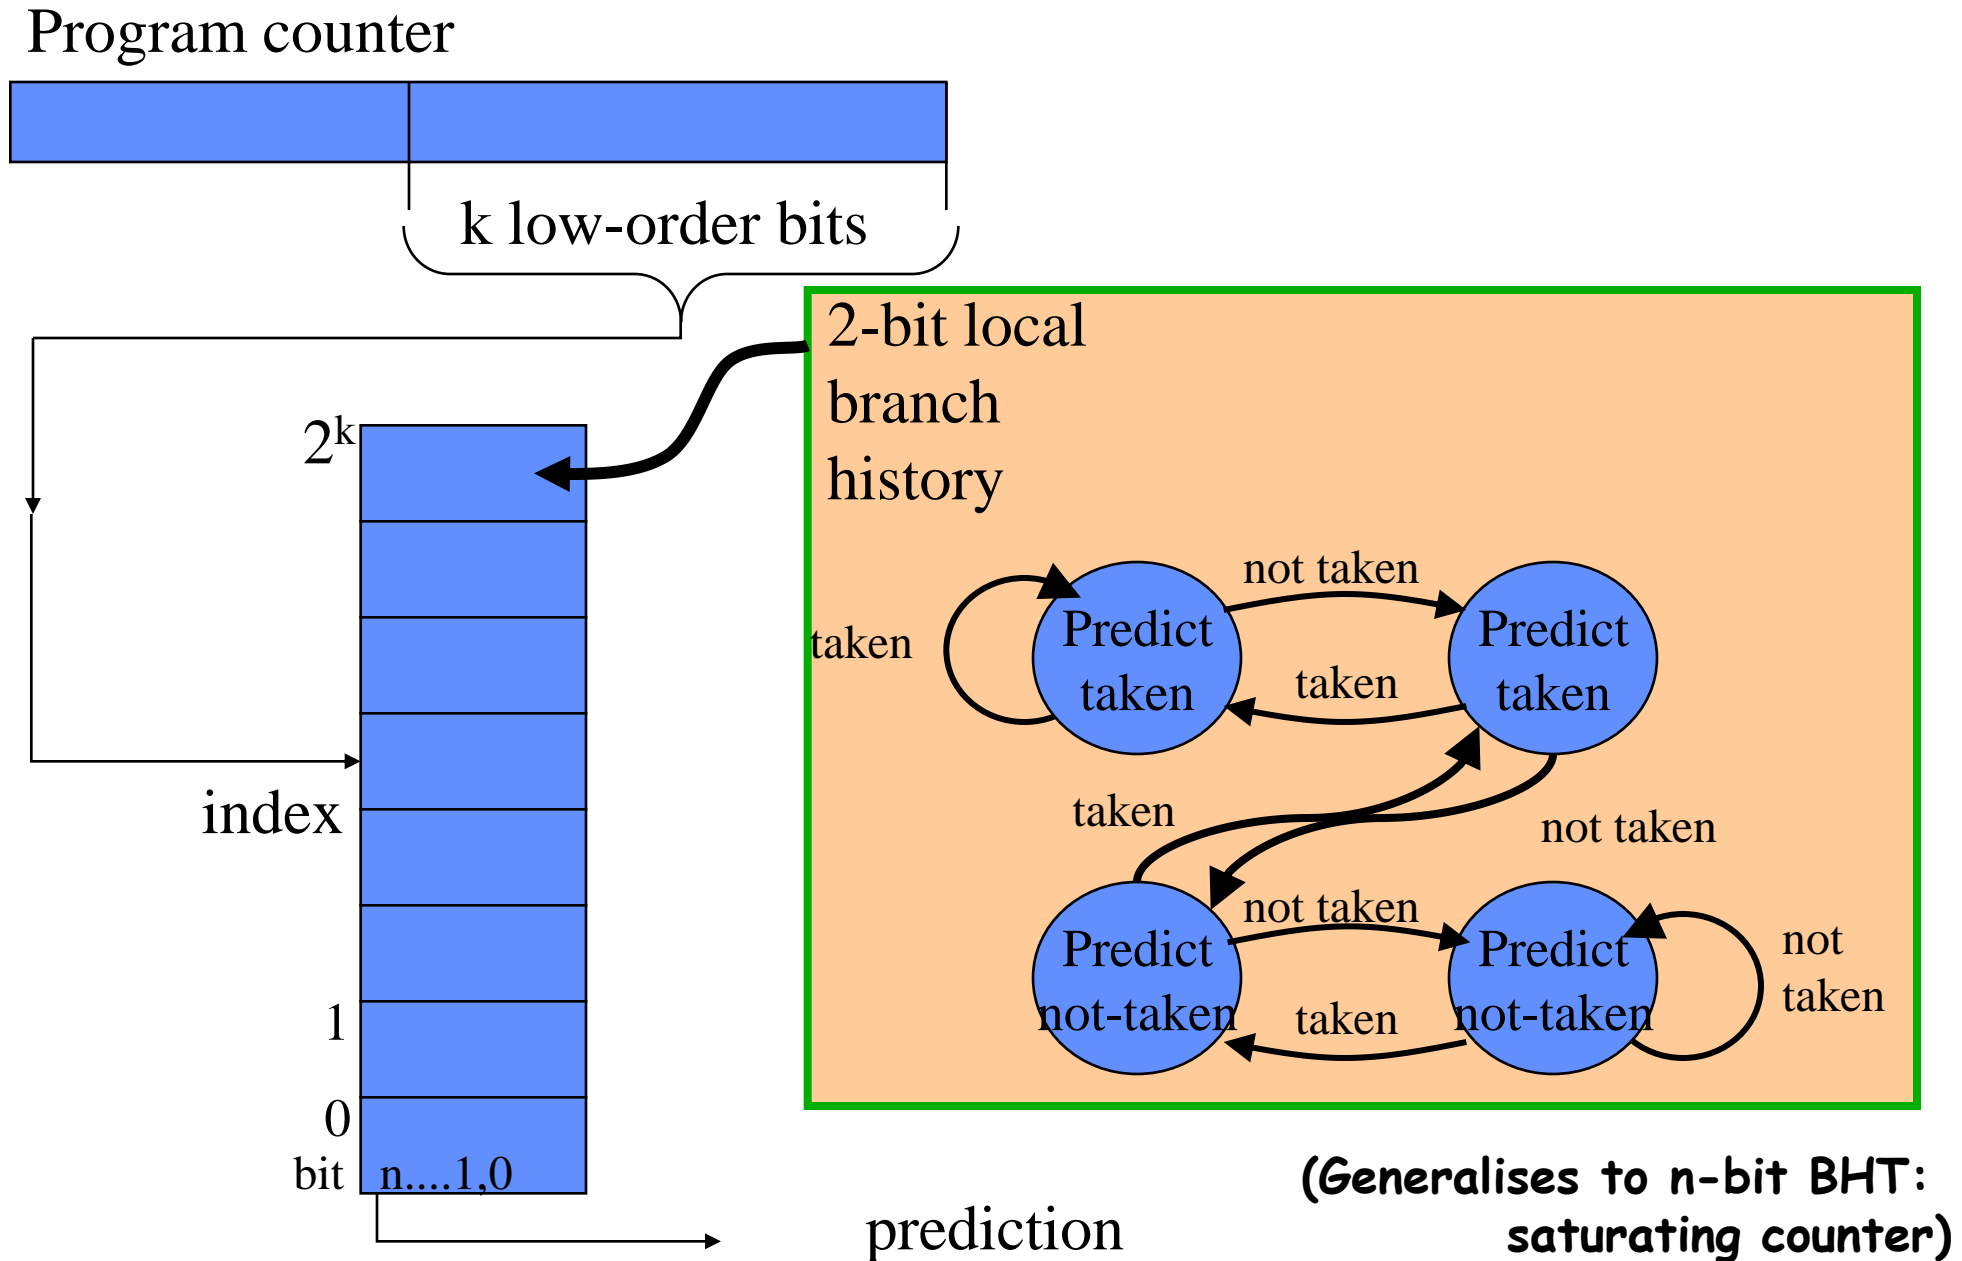 Program counter
k low-order bits
2-bit local
branch
history
2k
index
1
0
bit n....1,0
prediction
not taken
taken
Predict
taken
Predict
taken
taken
taken
not taken
not taken
Predict
not-taken
Predict
not-taken
not
taken
taken
(Generalises to n-bit BHT:
saturating counter)